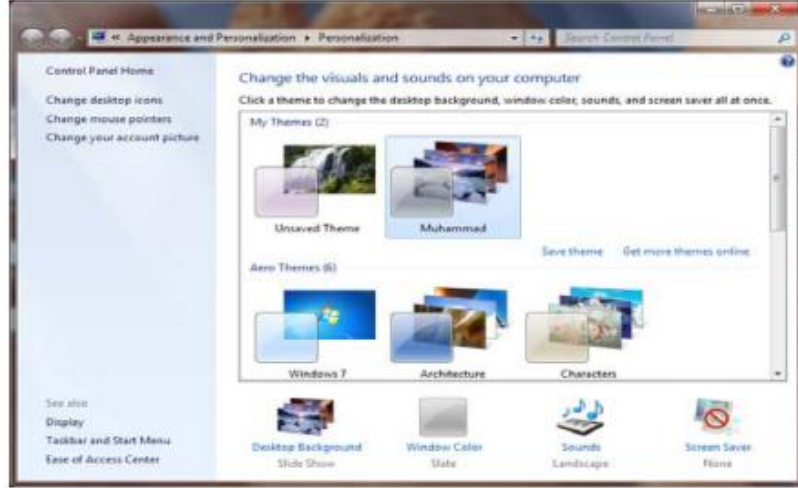 « Appearance and Personalization ▸ Personalization
Search Control Panel
Control Panel Home
Change desktop icons
Change mouse pointers
Change your account picture
Change the visuals and sounds on your computer
Click a theme to change the desktop background, window color, sounds, and screen saver all at once.
My Themes (2)
Unsaved Theme
Muhammad
Save theme
Get more themes online
Aero Themes (6)
Windows 7
Architecture
Characters
See also
Display
Taskbar and Start Menu
Ease of Access Center
Desktop Background
Slide Show
Window Color
Slate
Sounds
Landscape
Screen Saver
None